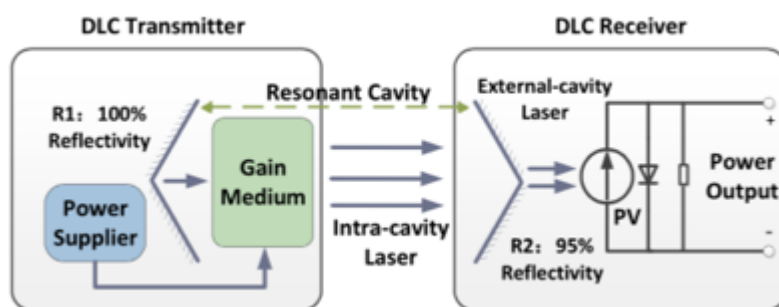 DLC Transmitter
DLC Receiver
R1: 100%
Reflectivity
Resonant Cavity
External-cavity
Laser
Gain
Medium
Power
Supplier
Intra-cavity
Laser
R2: 95%
Reflectivity
PV
+
Power
Output
-